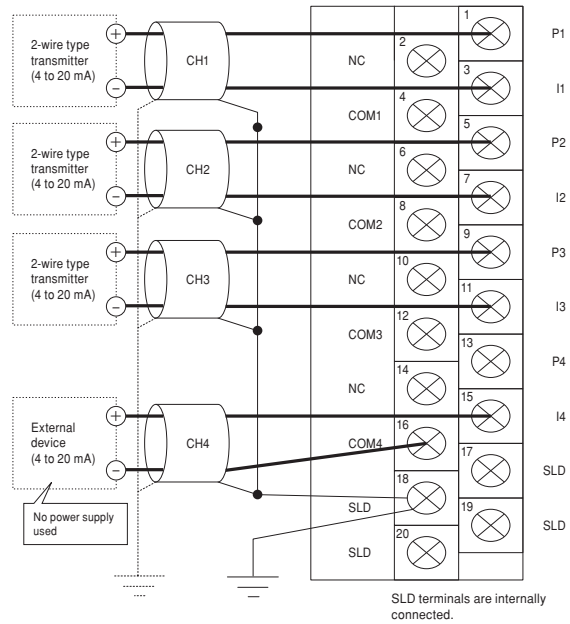 2-wire type
transmitter
(4 to 20 mA)
+
−
CH1
2-wire type
transmitter
(4 to 20 mA)
+
−
CH2
2-wire type
transmitter
(4 to 20 mA)
+
−
CH3
External
device
(4 to 20 mA)
+
−
CH4
No power supply
used
NC
COM1
NC
COM2
NC
COM3
NC
COM4
SLD
SLD
2
4
6
8
10
12
14
16
18
20
1
3
5
7
9
11
13
15
17
19
P1
I1
P2
I2
P3
I3
P4
I4
SLD
SLD
SLD terminals are internally
connected.